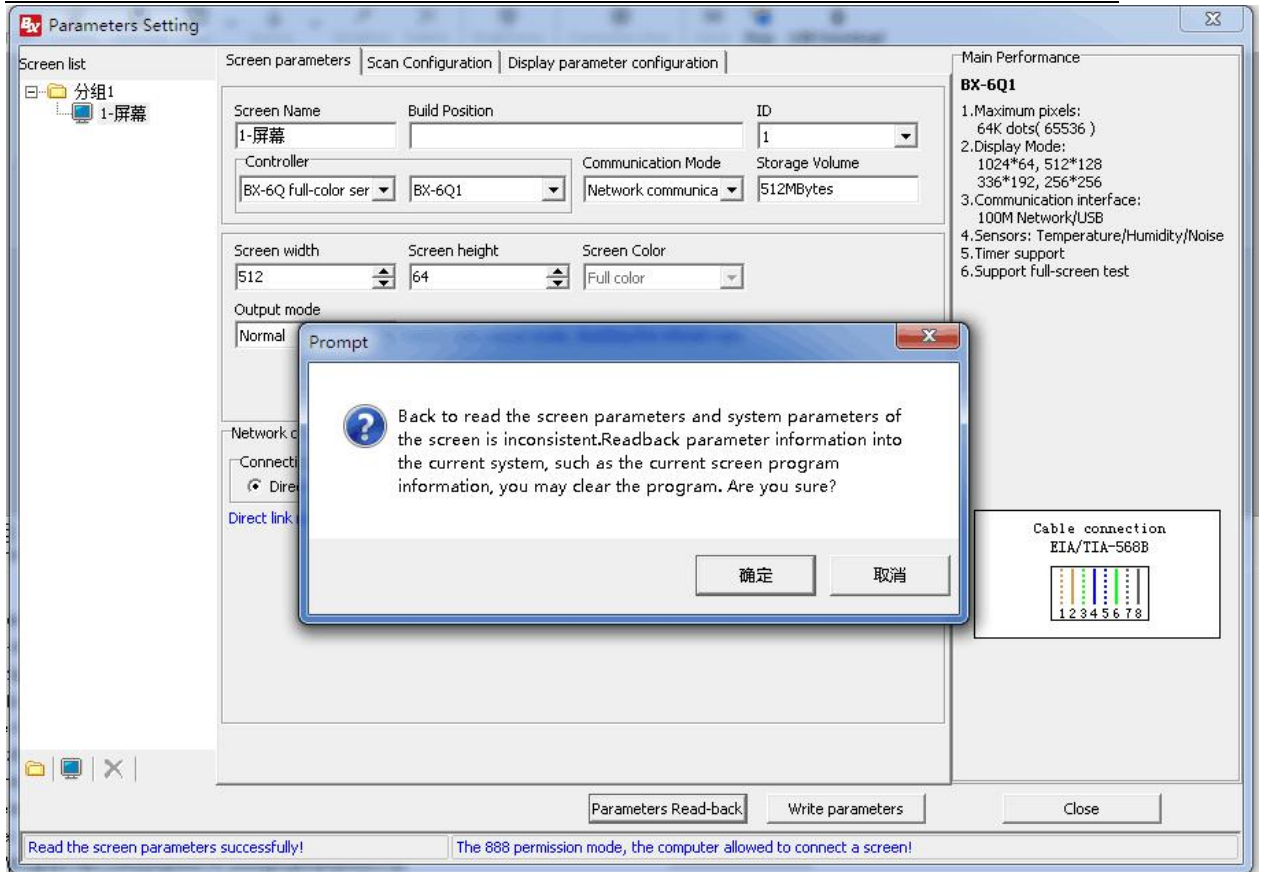 Parameters Setting
Screen list
分组1
1-屏幕
Screen parameters
Scan Configuration
Display parameter configuration
Screen Name
Build Position
ID
1-屏幕
1
Controller
Communication Mode
Storage Volume
BX-6Q full-color ser
BX-6Q1
Network communica
512MBytes
Screen width
Screen height
Screen Color
512
64
Full color
Output mode
Normal
Network c
Connecti
Dire
Direct link
Prompt
Back to read the screen parameters and system parameters of
the screen is inconsistent.Readback parameter information into
the current system, such as the current screen program
information, you may clear the program. Are you sure?
确定
取消
Main Performance
BX-6Q1
1.Maximum pixels:
64K dots( 65536 )
2.Display Mode:
1024*64, 512*128
336*192, 256*256
3.Communication interface:
100M Network/USB
4.Sensors: Temperature/Humidity/Noise
5.Timer support
6.Support full-screen test
Cable connection
EIA/TIA-568B
12345678
Parameters Read-back
Write parameters
Close
Read the screen parameters successfully!
The 888 permission mode, the computer allowed to connect a screen!